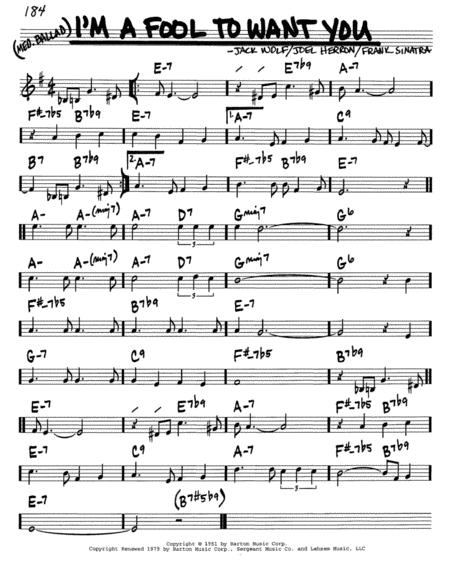 184
I'M A FOOL TO WANT YOU
(MED. BALLAD)
-JACK WOLF/JOEL HERRON/FRANK SINATRA
E-7 E7b9 A-7
F#-7b5 B7b9 E-7 1. A-7 C9
B7 B7b9 2. A-7 F#-7b5 B7b9 E-7
A- A-(maj7) A-7 D7 Gmaj7 G6
3
A- A-(maj7) A-7 D7 Gmaj7 G6
3
F#-7b5 B7b9 E-7
G-7 C9 F#-7b5 B7b9
E-7 E7b9 A-7 F#-7b5 B7b9
E-7 C9 A-7 F#-7b5 B7b9
3
E-7 (B7#5b9)
Copyright © 1951 by Barton Music Corp.
Copyright Renewed 1979 by Barton Music Corp., Sergeant Music Co. and Lehsem Music, LLC